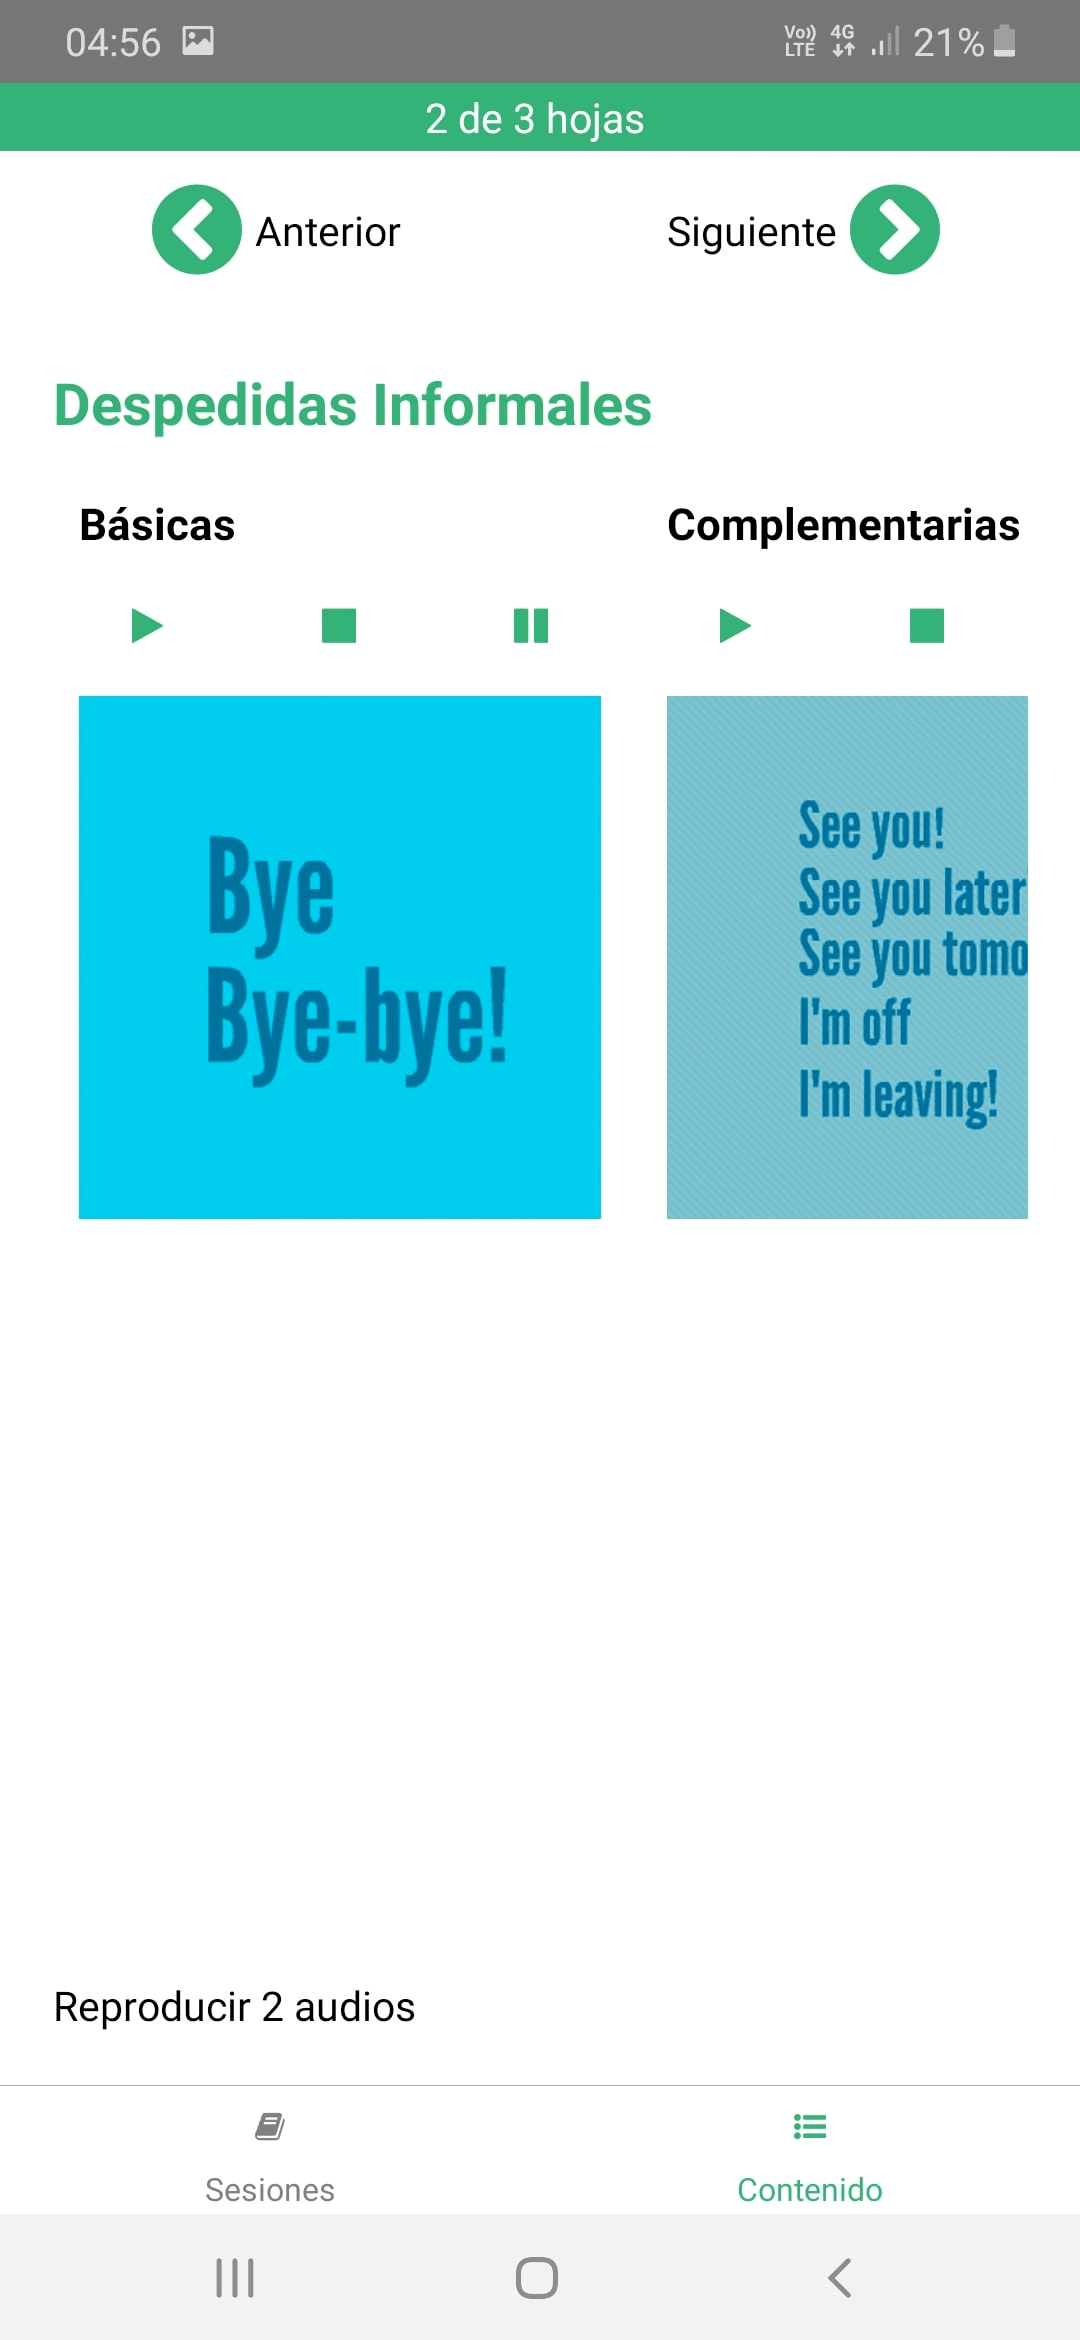 04:56
Vo)) LTE 4G 21%
2 de 3 hojas
Anterior
Siguiente
Despedidas Informales
Básicas
Complementarias
Bye
Bye-bye!
See you!
See you later
See you tomo
I'm off
I'm leaving!
Reproducir 2 audios
Sesiones
Contenido